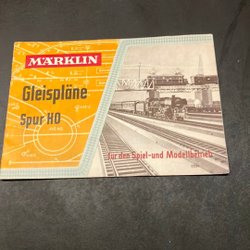 MÄRKLIN
Gleispläne
Spur HO
für den Spiel-und Modellbetrieb